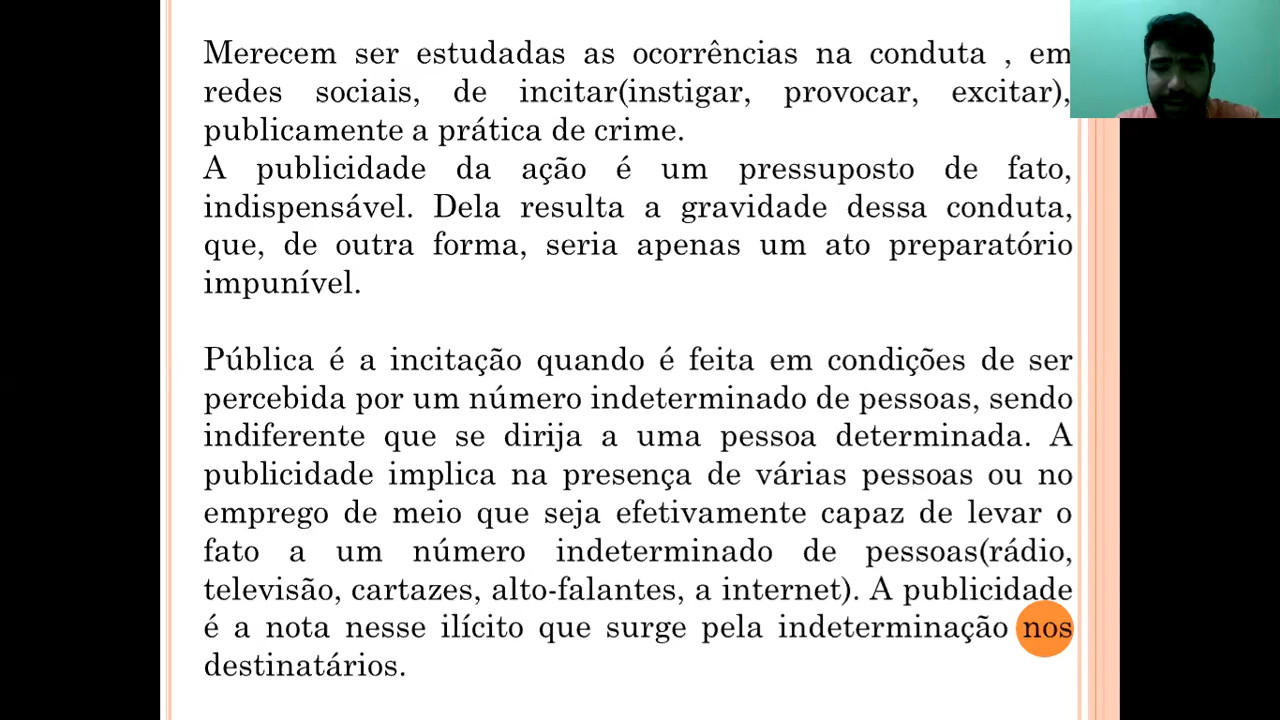 Merecem ser estudadas as ocorrências na conduta , em
redes sociais, de incitar(instigar, provocar, excitar),
publicamente a prática de crime.
A publicidade da ação é um pressuposto de fato,
indispensável. Dela resulta a gravidade dessa conduta,
que, de outra forma, seria apenas um ato preparatório
impunível.
Pública é a incitação quando é feita em condições de ser
percebida por um número indeterminado de pessoas, sendo
indiferente que se dirija a uma pessoa determinada. A
publicidade implica na presença de várias pessoas ou no
emprego de meio que seja efetivamente capaz de levar o
fato a um número indeterminado de pessoas(rádio,
televisão, cartazes, alto-falantes, a internet). A publicidade
é a nota nesse ilícito que surge pela indeterminação nos
destinatários.